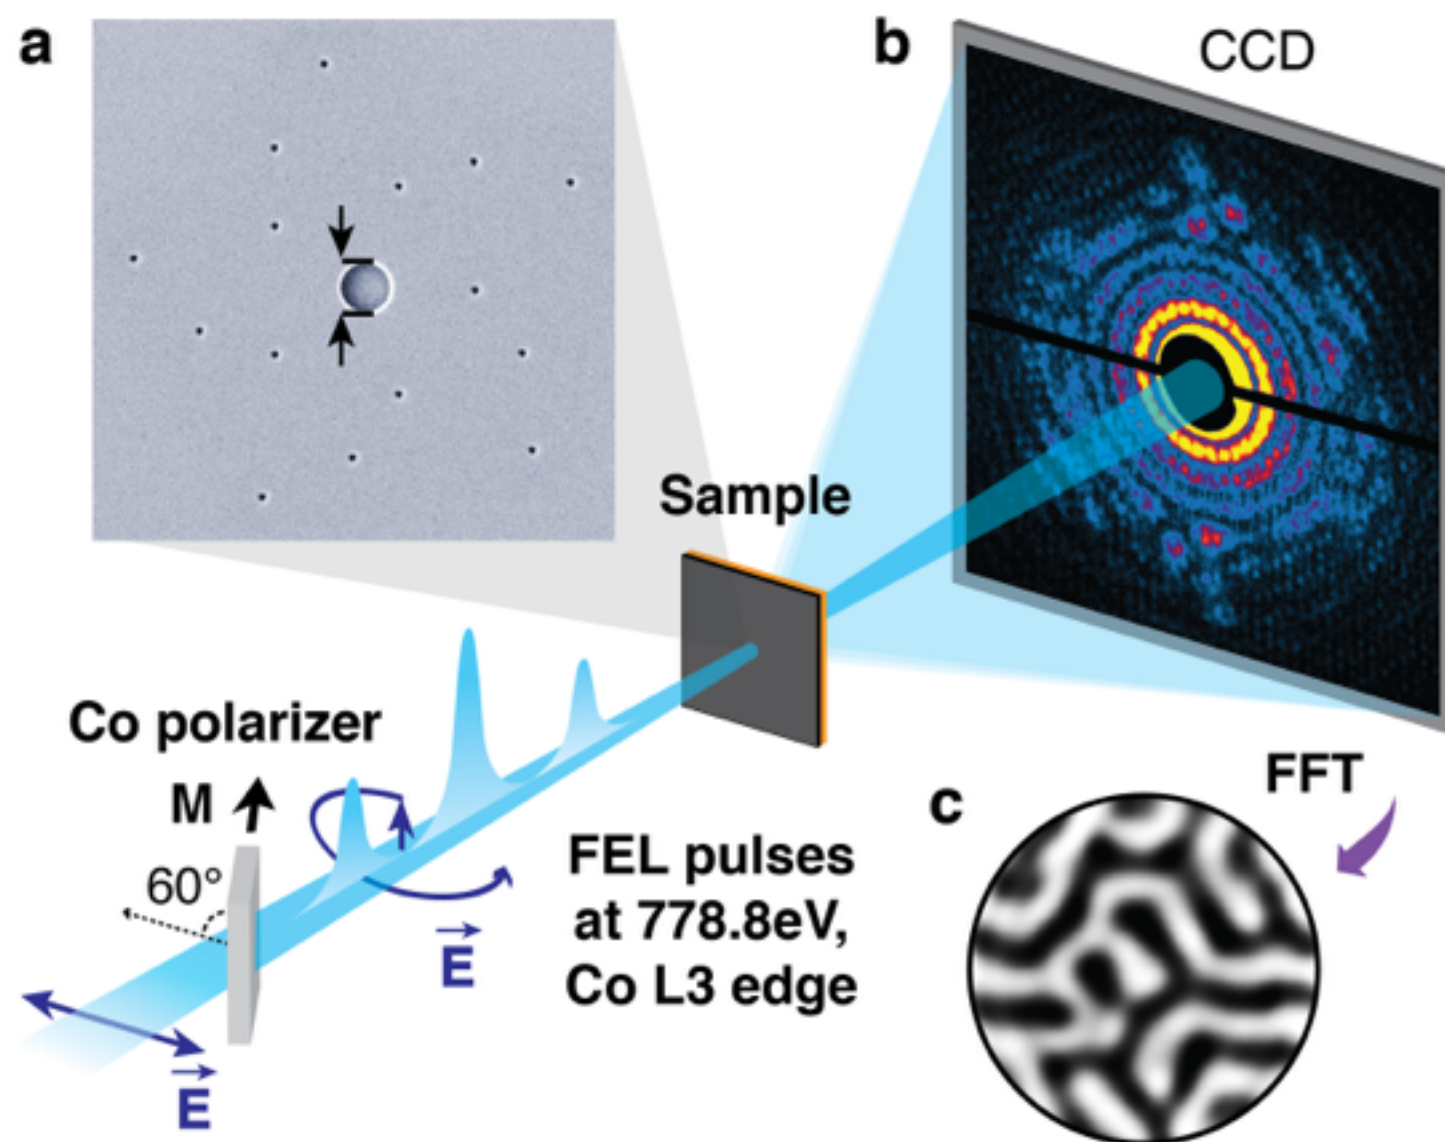 a
b
CCD
Sample
Co polarizer
M
60°
E
E
FEL pulses
at 778.8eV,
Co L3 edge
FFT
c